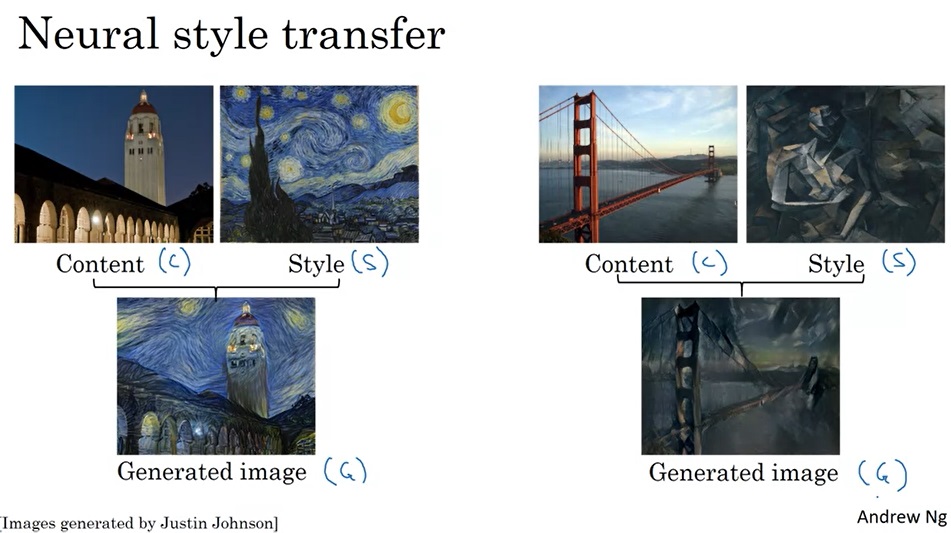 Neural style transfer
Content (C) Style (S) Content (C) Style (S)
Generated image (G) Generated image (G)
[Images generated by Justin Johnson]
Andrew Ng